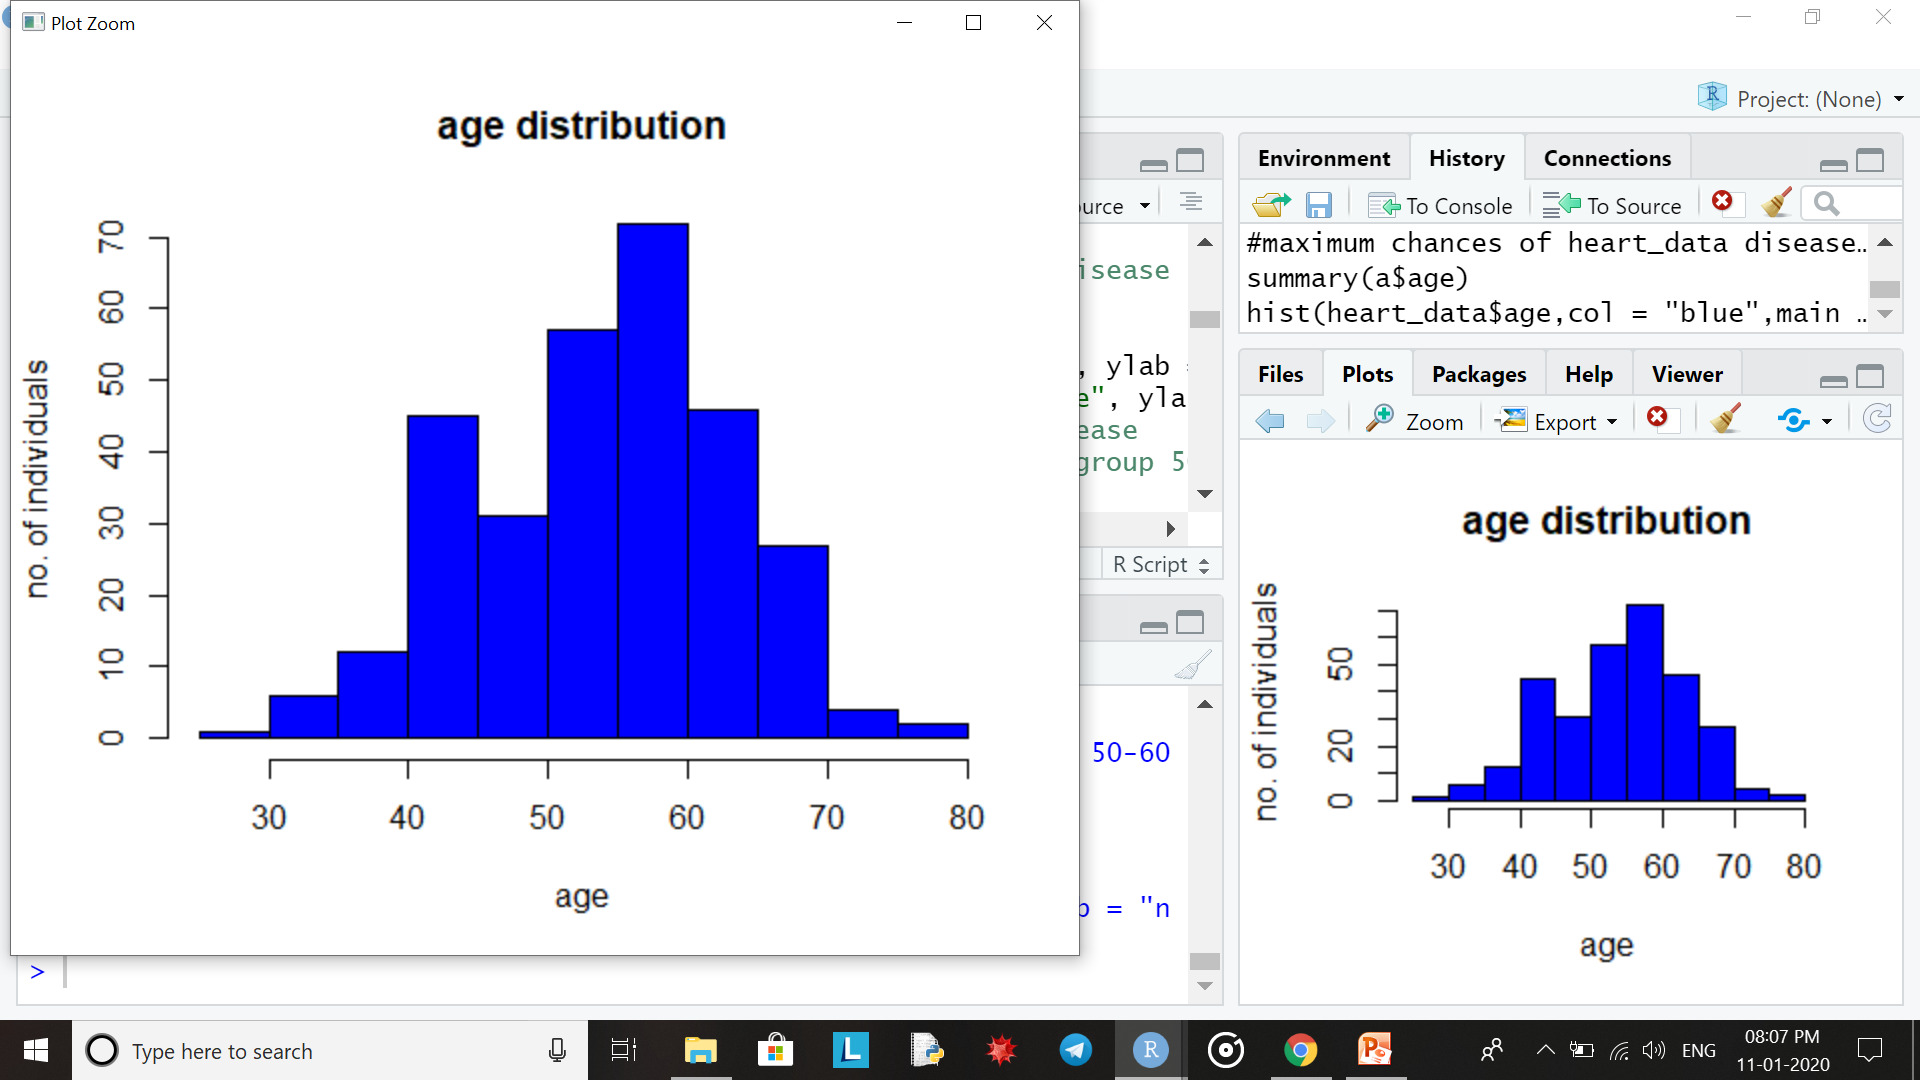 Plot Zoom
age distribution
no. of individuals
70
60
50
40
30
20
10
0
30 40 50 60 70 80
age
>
Project: (None)
isease
, ylab
e", yla
ease
group 5
R Script
50-60
= "n
Environment History Connections
To Console To Source
#maximum chances of heart_data disease..
summary(a$age)
hist(heart_data$age,col = "blue",main ..
Files Plots Packages Help Viewer
Zoom Export
age distribution
no. of individuals
50
20
0
30 40 50 60 70 80
age
Type here to search
L
R
ENG
08:07 PM
11-01-2020